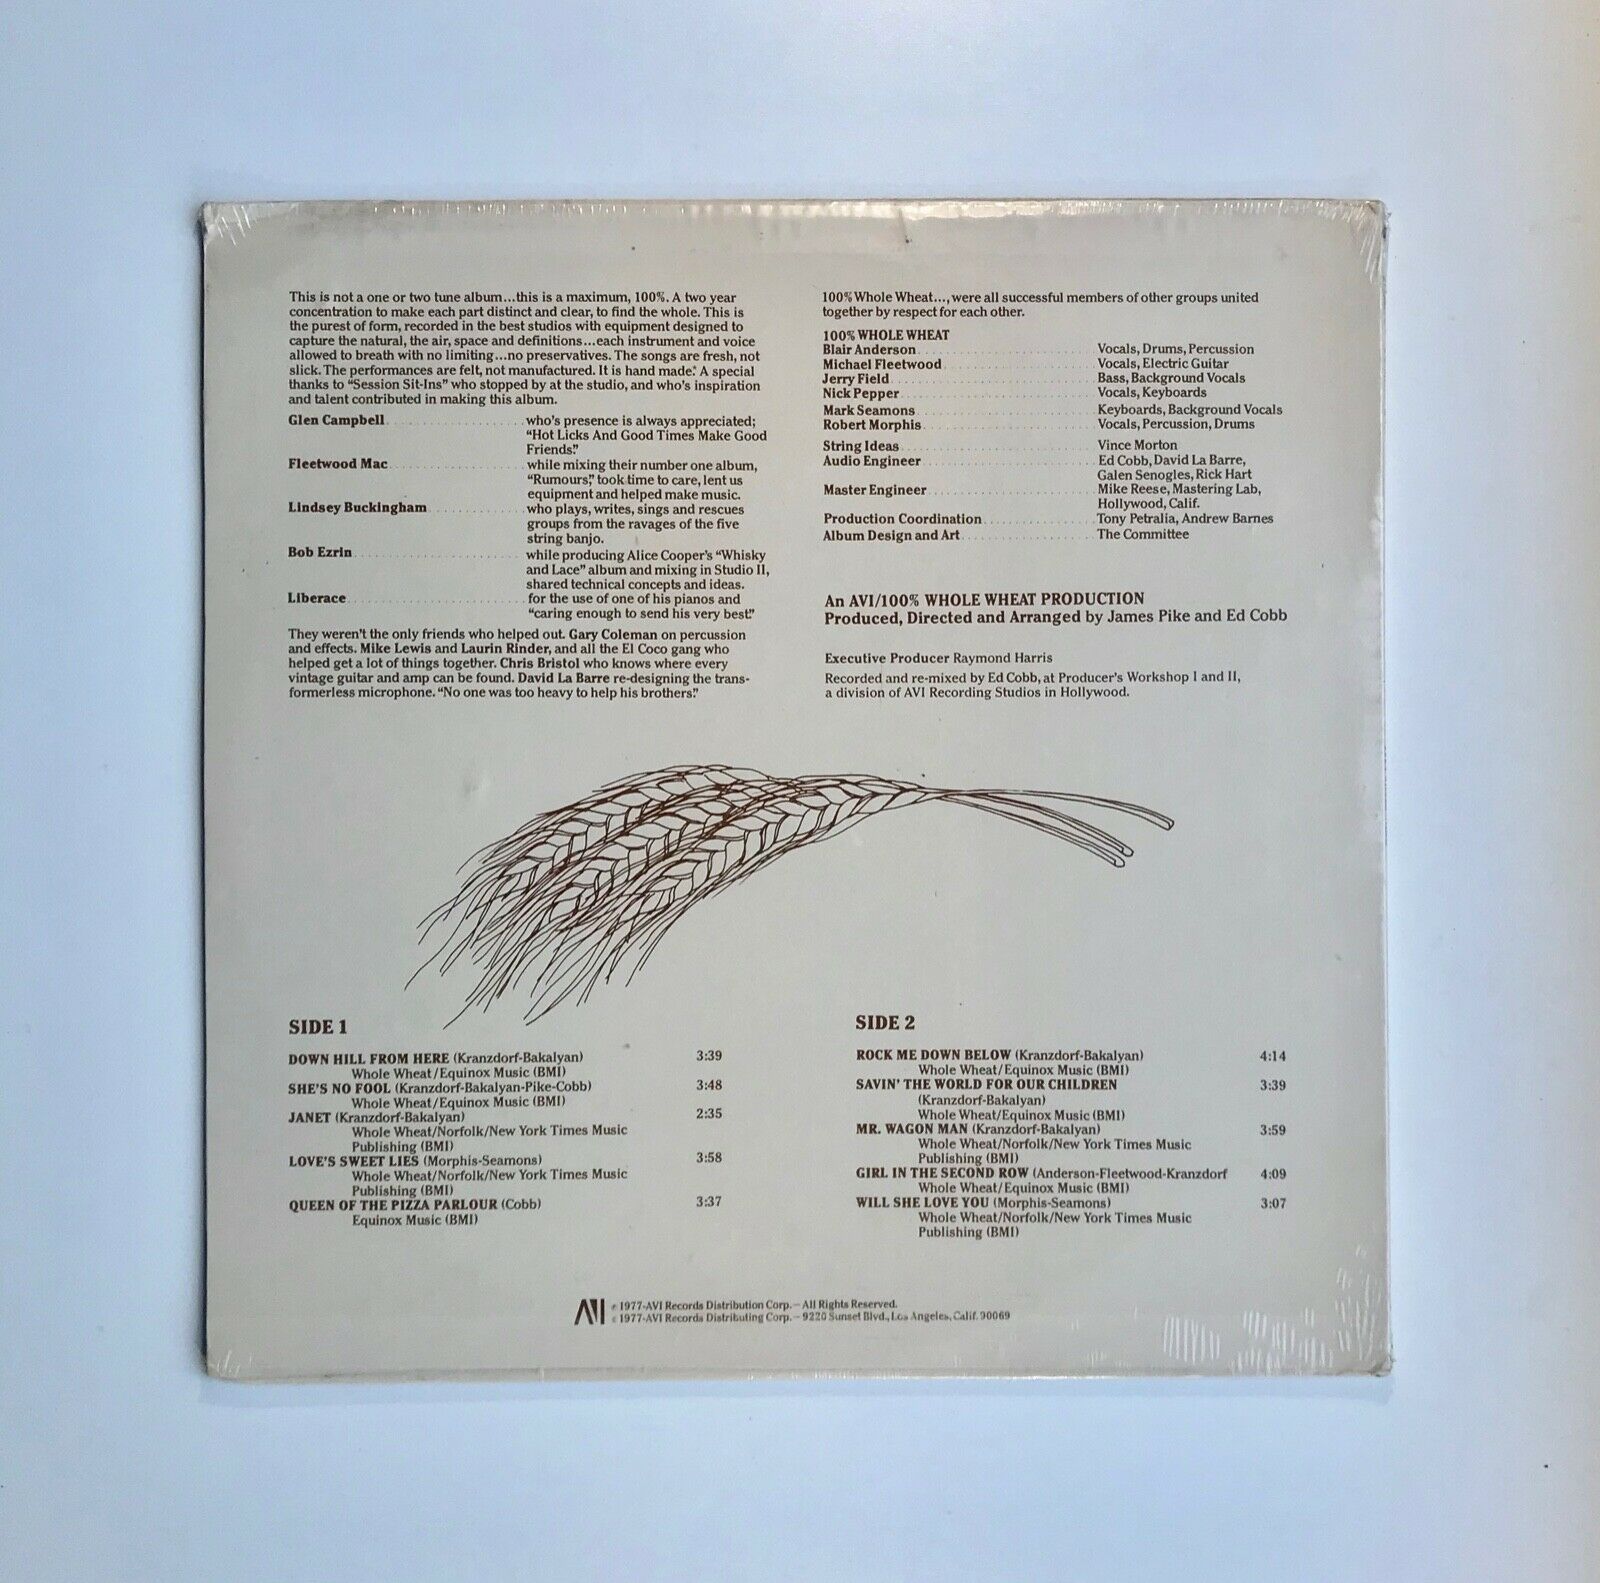 This is not a one or two tune album...this is a maximum, 100%. A two year
concentration to make each part distinct and clear, to find the whole. This is
the purest of form, recorded in the best studios with equipment designed to
capture the natural, the air, space and definitions...each instrument and voice
allowed to breath with no limiting...no preservatives. The songs are fresh, not
slick. The performances are felt, not manufactured. It is hand made." A special
thanks to "Session Sit-Ins" who stopped by at the studio, and who's inspiration
and talent contributed in making this album.
Glen Campbell..................who's presence is always appreciated;
"Hot Licks And Good Times Make Good
Friends."
Fleetwood Mac..................while mixing their number one album,
"Rumours", took time to care, lent us
equipment and helped make music.
Lindsey Buckingham.............who plays, writes, sings and rescues
groups from the ravages of the five
string banjo.
Bob Ezrin......................while producing Alice Cooper's "Whisky
and Lace" album and mixing in Studio II,
shared technical concepts and ideas.
Liberace.......................for the use of one of his pianos and
"caring enough to send his very best."
They weren't the only friends who helped out. Gary Coleman on percussion
and effects. Mike Lewis and Laurin Rinder, and all the El Coco gang who
helped get a lot of things together. Chris Bristol who knows where every
vintage guitar and amp can be found. David La Barre re-designing the trans-
formerless microphone. "No one was too heavy to help his brothers."
100% Whole Wheat..., were all successful members of other groups united
together by respect for each other.
100% WHOLE WHEAT
Blair Anderson.......................Vocals, Drums, Percussion
Michael Fleetwood....................Vocals, Electric Guitar
Jerry Field..........................Bass, Background Vocals
Nick Pepper..........................Vocals, Keyboards
Mark Seamons.........................Keyboards, Background Vocals
Robert Morphis.......................Vocals, Percussion, Drums
String Ideas.........................Vince Morton
Audio Engineer.......................Ed Cobb, David La Barre,
Galen Senogles, Rick Hart
Master Engineer......................Mike Reese, Mastering Lab,
Hollywood, Calif.
Production Coordination..............Tony Petralia, Andrew Barnes
Album Design and Art.................The Committee
An AVI/100% WHOLE WHEAT PRODUCTION
Produced, Directed and Arranged by James Pike and Ed Cobb
Executive Producer Raymond Harris
Recorded and re-mixed by Ed Cobb, at Producer's Workshop I and II,
a division of AVI Recording Studios in Hollywood.
SIDE 1
DOWN HILL FROM HERE (Kranzdorf-Bakalyan) 3:39
Whole Wheat/Equinox Music (BMI)
SHE'S NO FOOL (Kranzdorf-Bakalyan-Pike-Cobb) 3:48
Whole Wheat/Equinox Music (BMI)
JANET (Kranzdorf-Bakalyan) 2:35
Whole Wheat/Norfolk/New York Times Music
Publishing (BMI)
LOVE'S SWEET LIES (Morphis-Seamons) 3:58
Whole Wheat/Norfolk/New York Times Music
Publishing (BMI)
QUEEN OF THE PIZZA PARLOUR (Cobb) 3:37
Equinox Music (BMI)
SIDE 2
ROCK ME DOWN BELOW (Kranzdorf-Bakalyan) 4:14
Whole Wheat/Equinox Music (BMI)
SAVIN' THE WORLD FOR OUR CHILDREN 3:39
(Kranzdorf-Bakalyan)
Whole Wheat/Equinox Music (BMI)
MR. WAGON MAN (Kranzdorf-Bakalyan) 3:59
Whole Wheat/Norfolk/New York Times Music
Publishing (BMI)
GIRL IN THE SECOND ROW (Anderson-Fleetwood-Kranzdorf 4:09
Whole Wheat/Equinox Music (BMI)
WILL SHE LOVE YOU (Morphis-Seamons) 3:07
Whole Wheat/Norfolk/New York Times Music
Publishing (BMI)
AVI ℗ 1977-AVI Records Distribution Corp. – All Rights Reserved.
© 1977-AVI Records Distributing Corp. – 9220 Sunset Blvd., Los Angeles, Calif. 90069